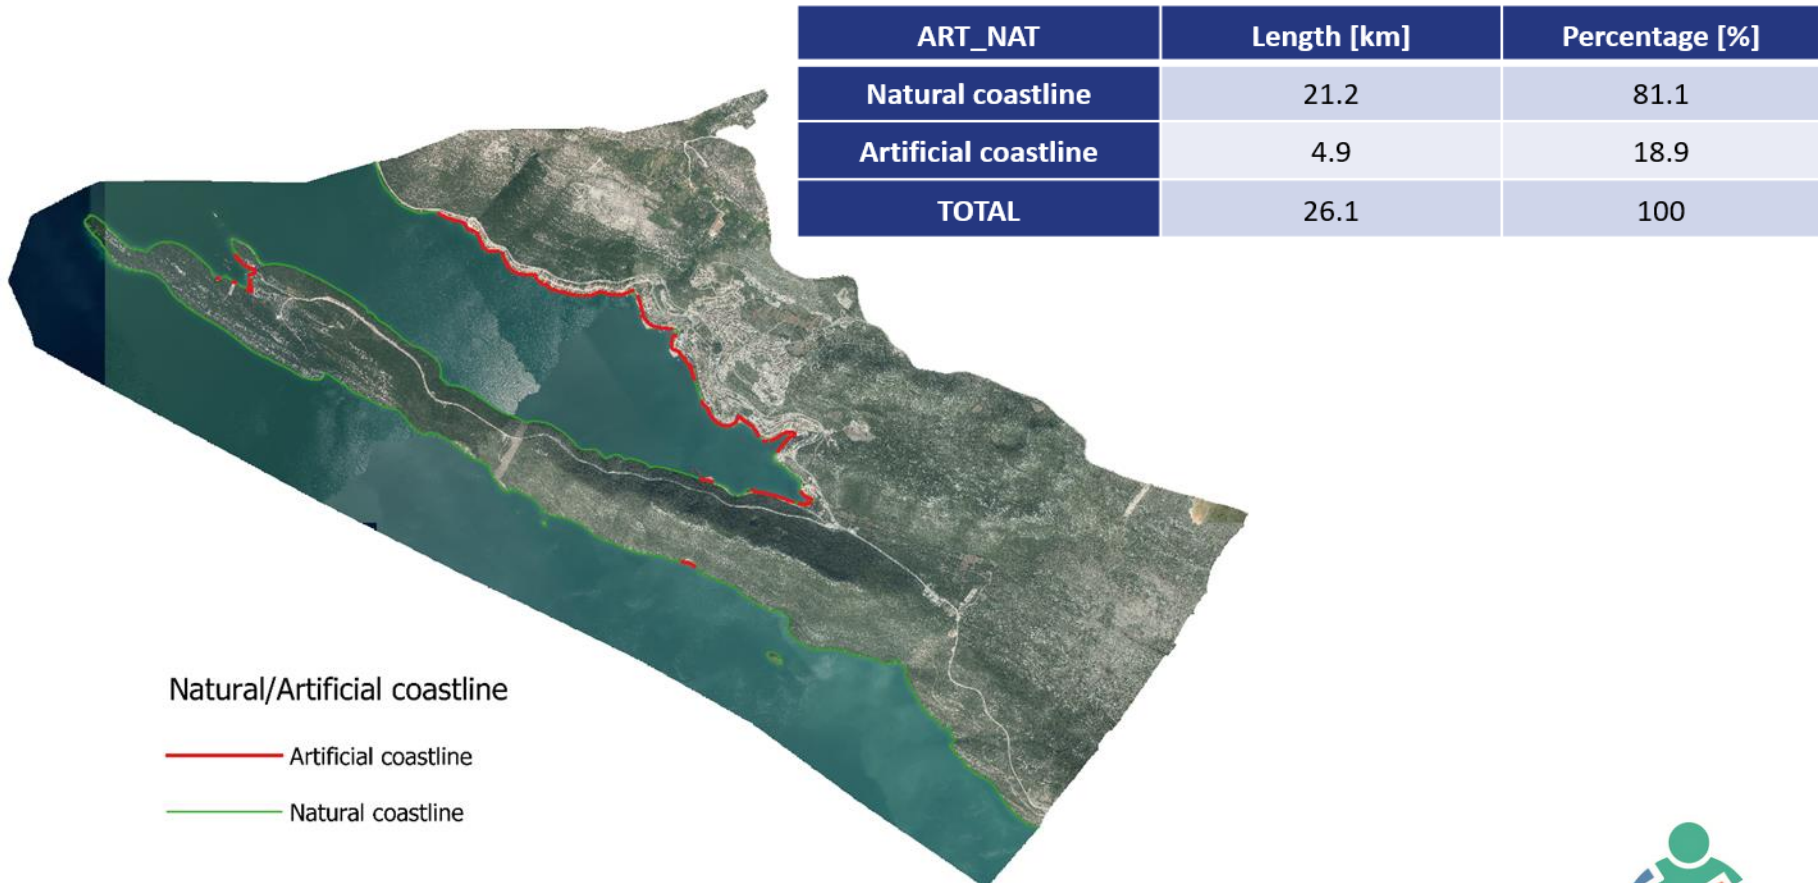 ART_NAT Length [km] Percentage [%]
Natural coastline 21.2 81.1
Artificial coastline 4.9 18.9
TOTAL 26.1 100
Natural/Artificial coastline
Artificial coastline
Natural coastline